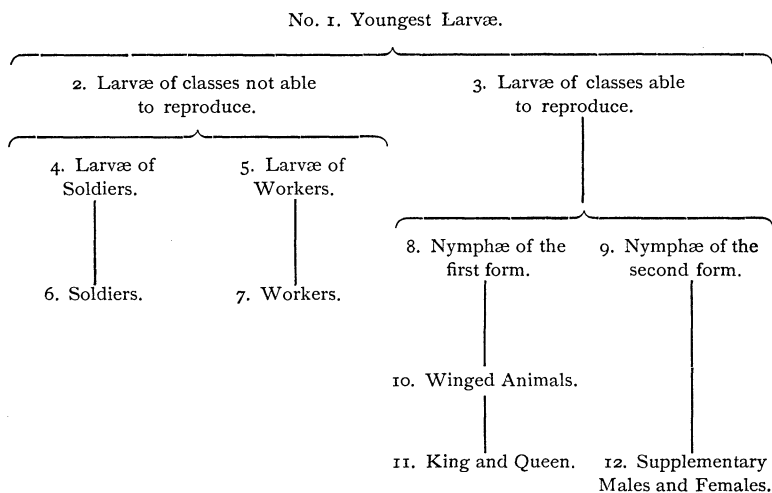 No. 1. Youngest Larvæ.
2. Larvæ of classes not able
to reproduce.
3. Larvæ of classes able
to reproduce.
4. Larvæ of
Soldiers.
5. Larvæ of
Workers.
8. Nymphæ of the
first form.
9. Nymphæ of the
second form.
6. Soldiers.
7. Workers.
10. Winged Animals.
11. King and Queen.
12. Supplementary
Males and Females.